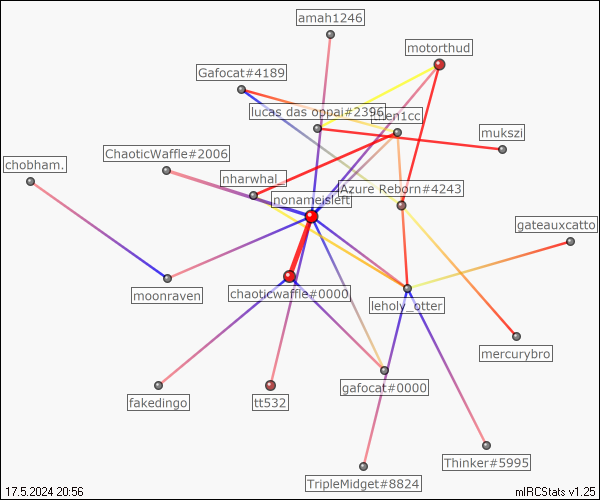 amah1246
motorthud
Gafocat#4189
lucas das oppai#2396
mukszi
ChaoticWaffle#2006
chobham.
nharwhal_
Azure Reborn#4243
nonameisleft
gateauxcatto
moonraven
chaoticwaffle#0000
leholy_otter
mercurybro
gafocat#0000
fakedingo
tt532
Thinker#5995
TripleMidget#8824
17.5.2024 20:56
mIRCStats v1.25